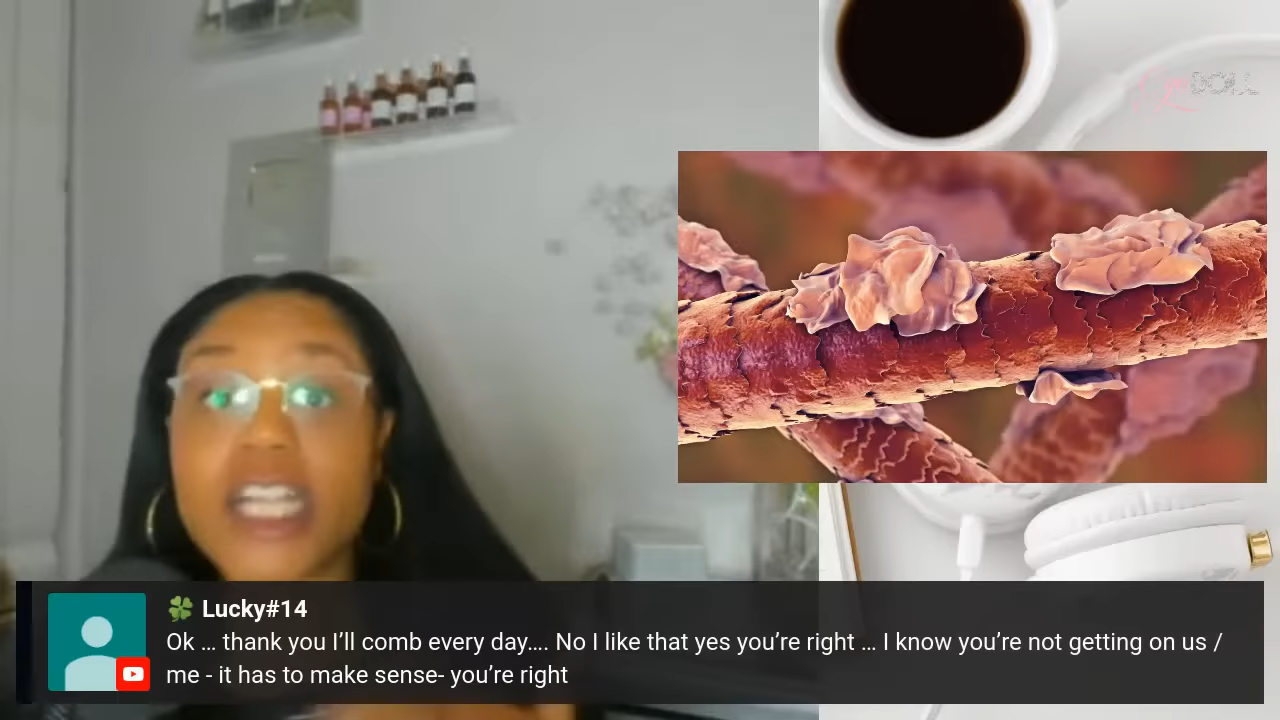 DOLL
🍀 Lucky#14
Ok ... thank you I’ll comb every day.... No I like that yes you’re right ... I know you’re not getting on us /
me - it has to make sense- you’re right